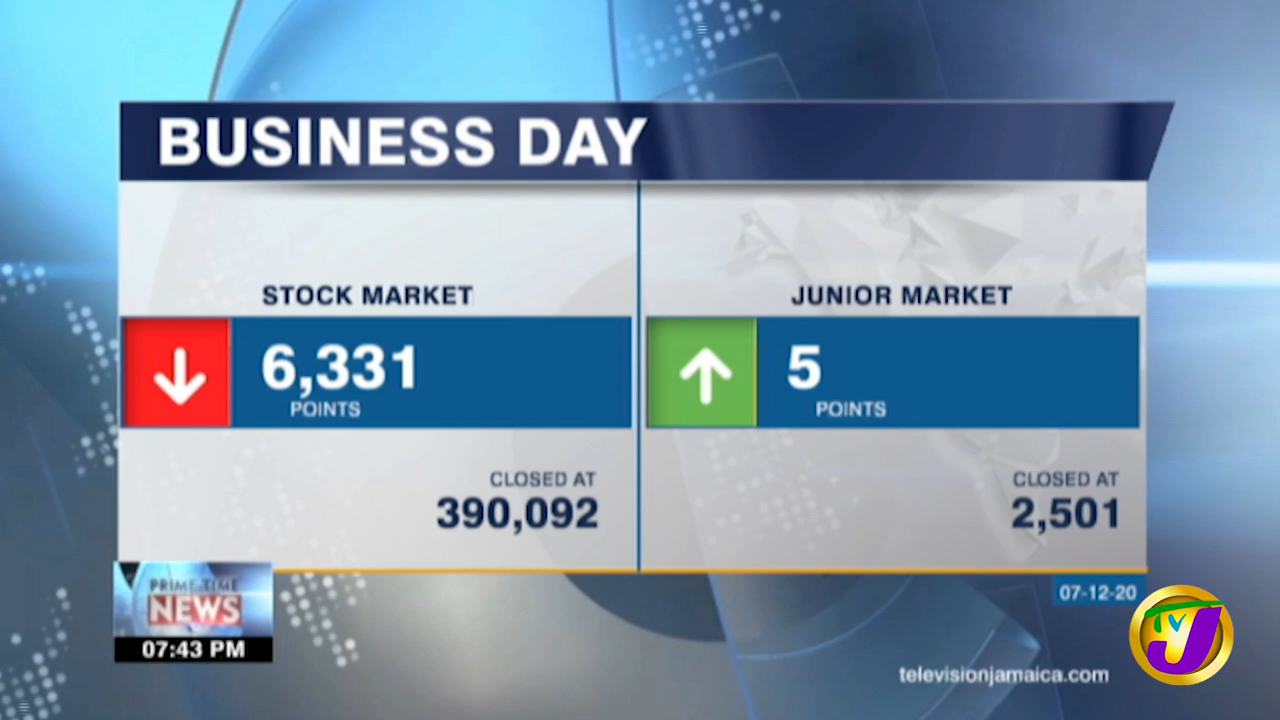 BUSINESS DAY
STOCK MARKET
6,331
POINTS
CLOSED AT
390,092
JUNIOR MARKET
5
POINTS
CLOSED AT
2,501
PRIME TIME
NEWS
07:43 PM
07-12-20
TVJ
televisionjamaica.com